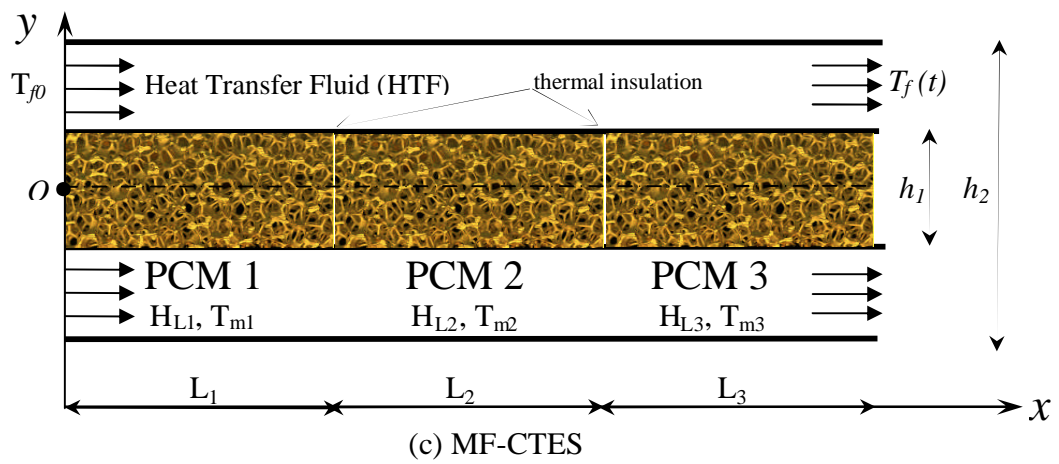 y
T_f0
Heat Transfer Fluid (HTF)
thermal insulation
T_f(t)
O
h_1
h_2
PCM 1
PCM 2
PCM 3
H_L1, T_m1
H_L2, T_m2
H_L3, T_m3
L_1
L_2
L_3
x
(c) MF-CTES